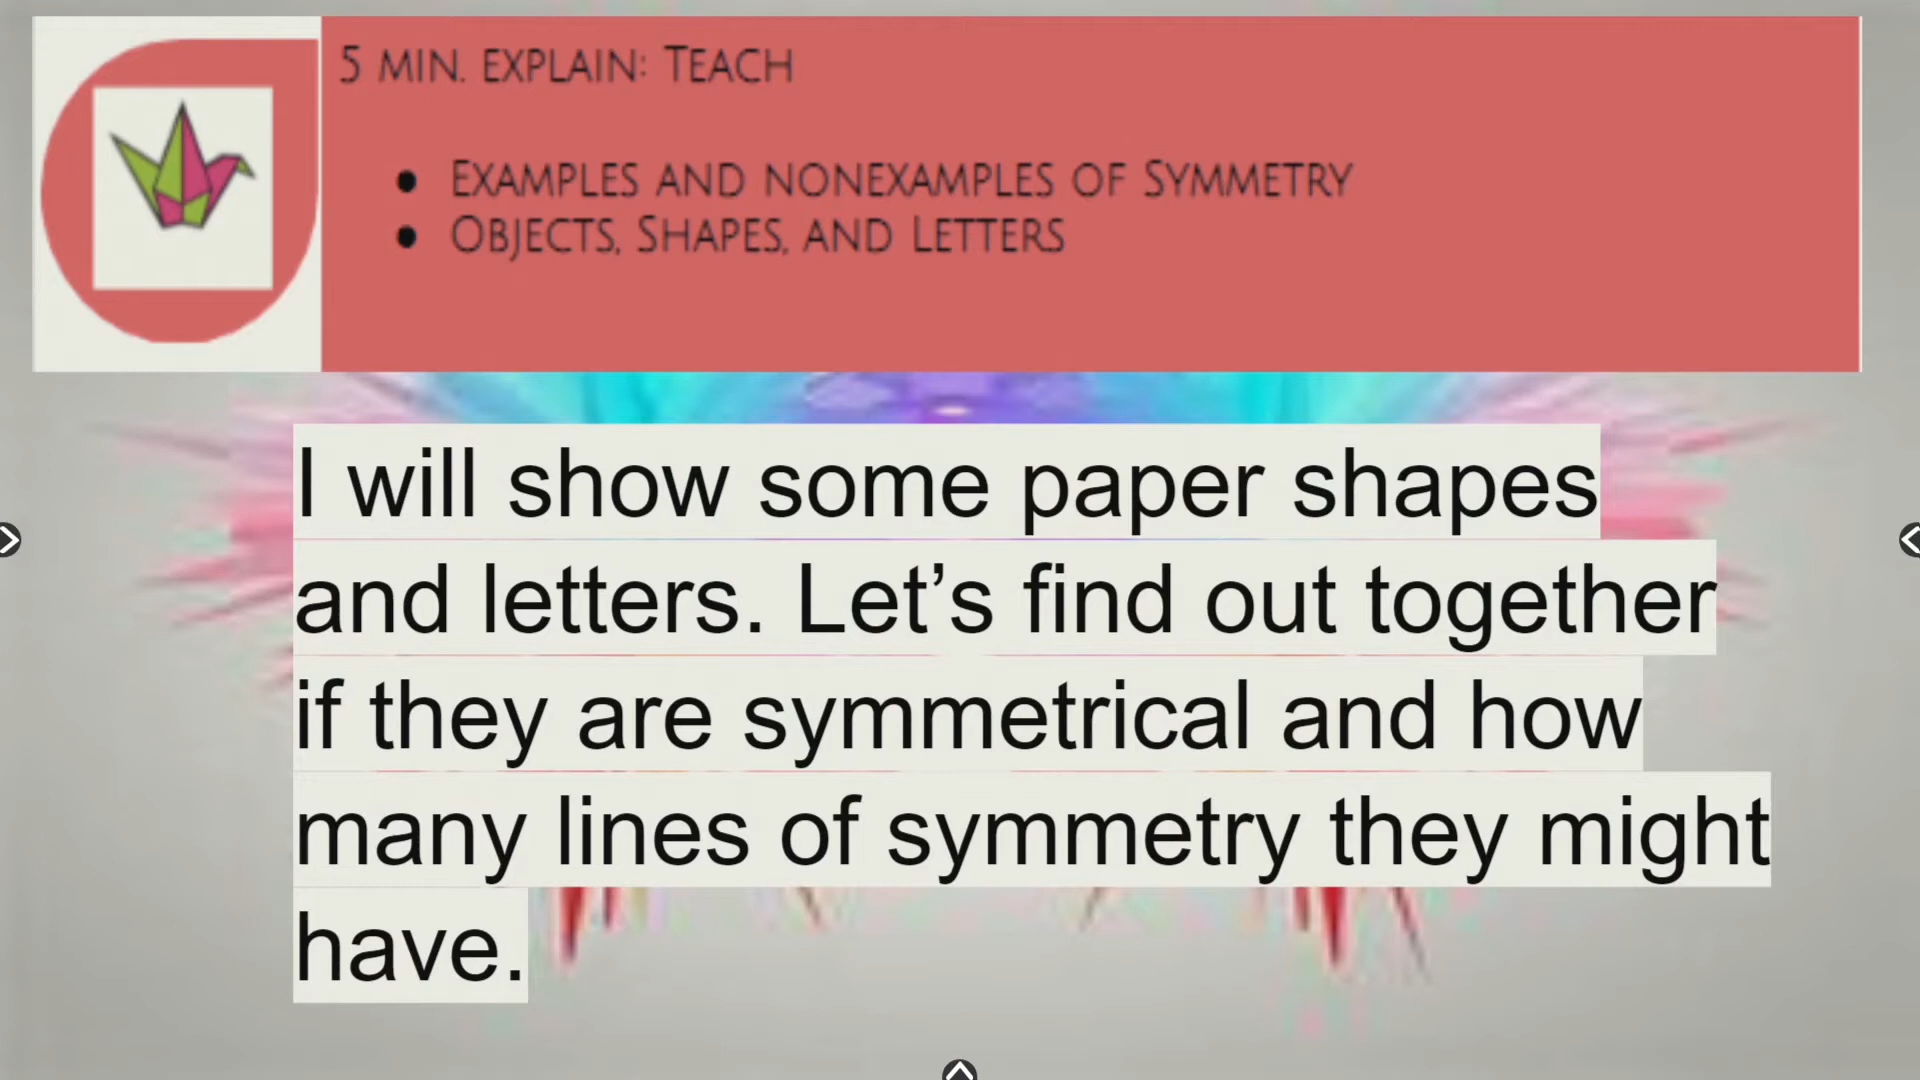 5 MIN. EXPLAIN: TEACH
• EXAMPLES AND NONEXAMPLES OF SYMMETRY
• OBJECTS, SHAPES, AND LETTERS
I will show some paper shapes
and letters. Let’s find out together
if they are symmetrical and how
many lines of symmetry they might
have.